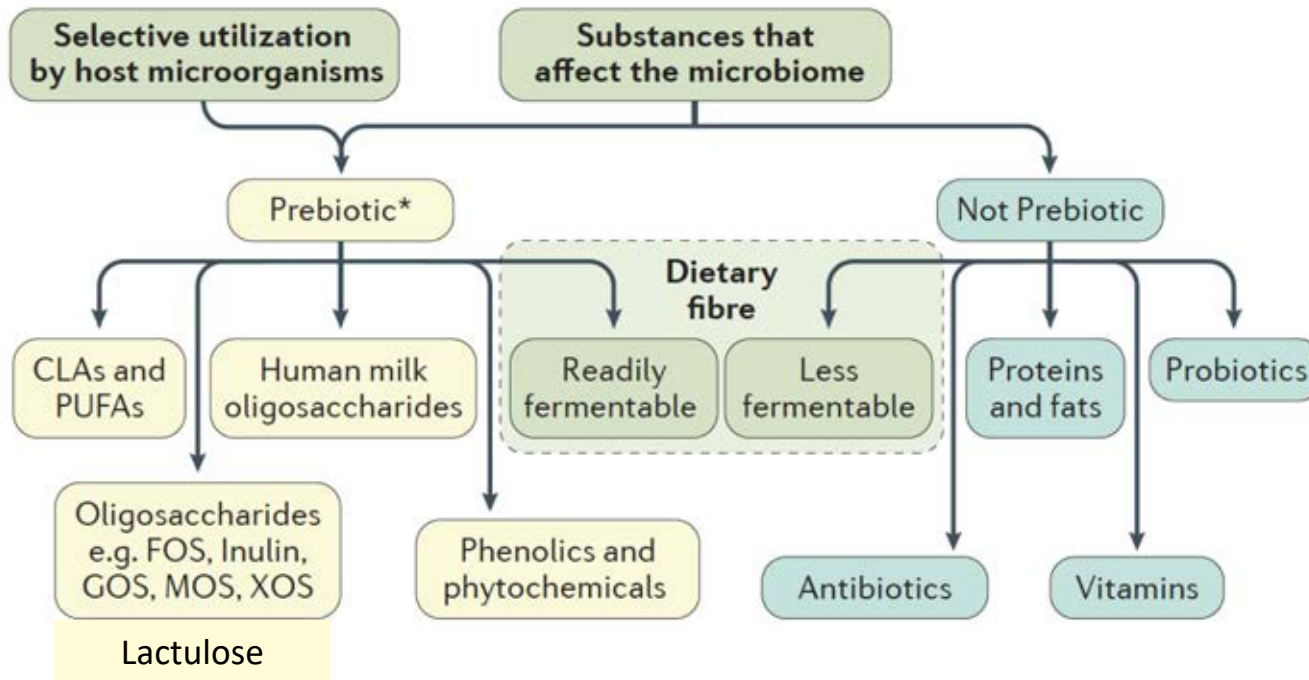 Selective utilization
by host microorganisms
Substances that
affect the microbiome
Prebiotic*
Not Prebiotic
Dietary
fibre
CLAs and
PUFAs
Human milk
oligosaccharides
Readily
fermentable
Less
fermentable
Proteins
and fats
Probiotics
Oligosaccharides
e.g. FOS, Inulin,
GOS, MOS, XOS
Phenolics and
phytochemicals
Antibiotics
Vitamins
Lactulose